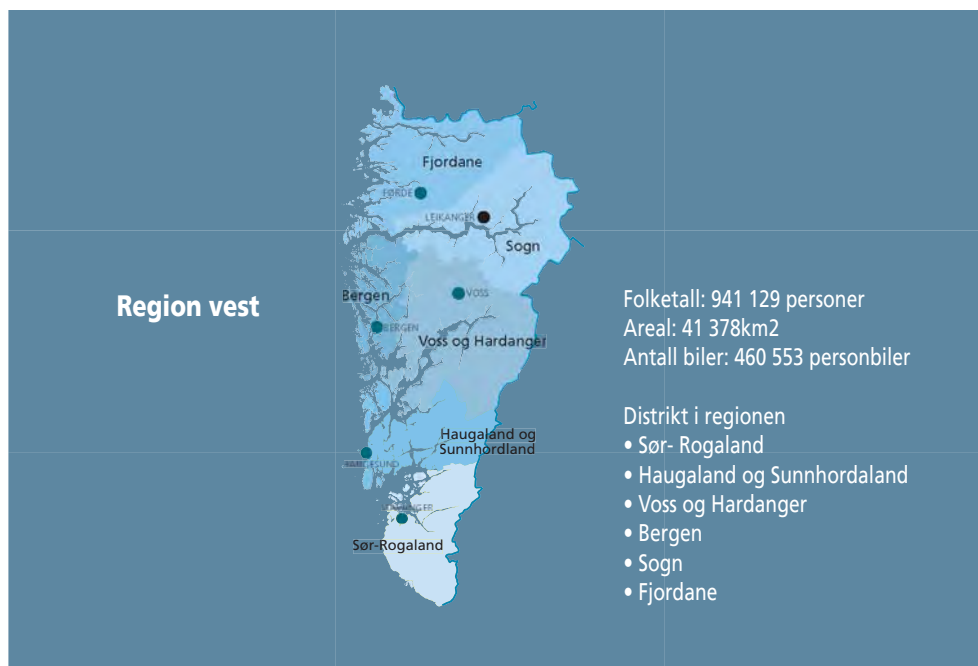 Fjordane
FØRDE
LEIKANGER
Sogn
Region vest
Bergen
VOSS
BERGEN
Voss og Hardanger
Haugaland og
Sunnhordland
Sør-Rogaland
Folketall: 941 129 personer
Areal: 41 378km2
Antall biler: 460 553 personbiler
Distrikt i regionen
• Sør- Rogaland
• Haugaland og Sunnhordaland
• Voss og Hardanger
• Bergen
• Sogn
• Fjordane